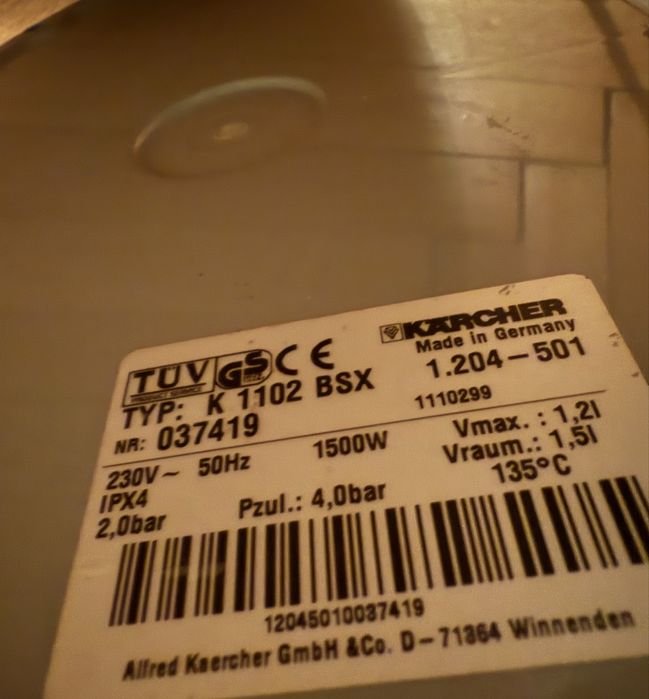 TÜV GS CE KÄRCHER
PRODUCT SERVICE Made in Germany
TYP: K 1102 BSX 1.204-501
NR: 037419 1110299
230V~ 50Hz 1500W Vmax.: 1,2l
IPX4 Vraum.: 1,5l
2,0bar Pzul.: 4,0bar 135°C
12045010037419
Alfred Kaercher GmbH &Co. D-71364 Winnenden